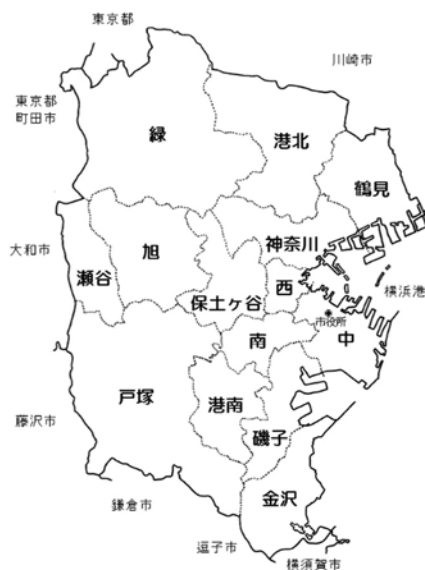 東京都
川崎市
東京都
町田市
緑
港北
鶴見
大和市
瀬谷
旭
神奈川
保土ヶ谷
西
横浜港
市役所
南
中
戸塚
港南
藤沢市
磯子
金沢
鎌倉市
逗子市
横須賀市